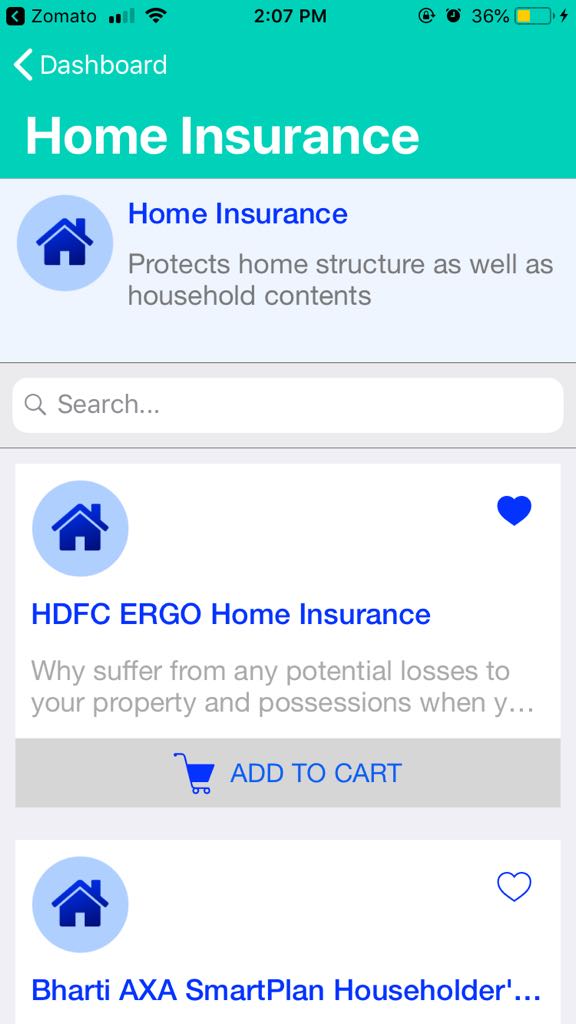 Zomato 2:07 PM 36%
Dashboard
Home Insurance
Home Insurance
Protects home structure as well as
household contents
Search...
HDFC ERGO Home Insurance
Why suffer from any potential losses to
your property and possessions when y...
ADD TO CART
Bharti AXA SmartPlan Householder'...